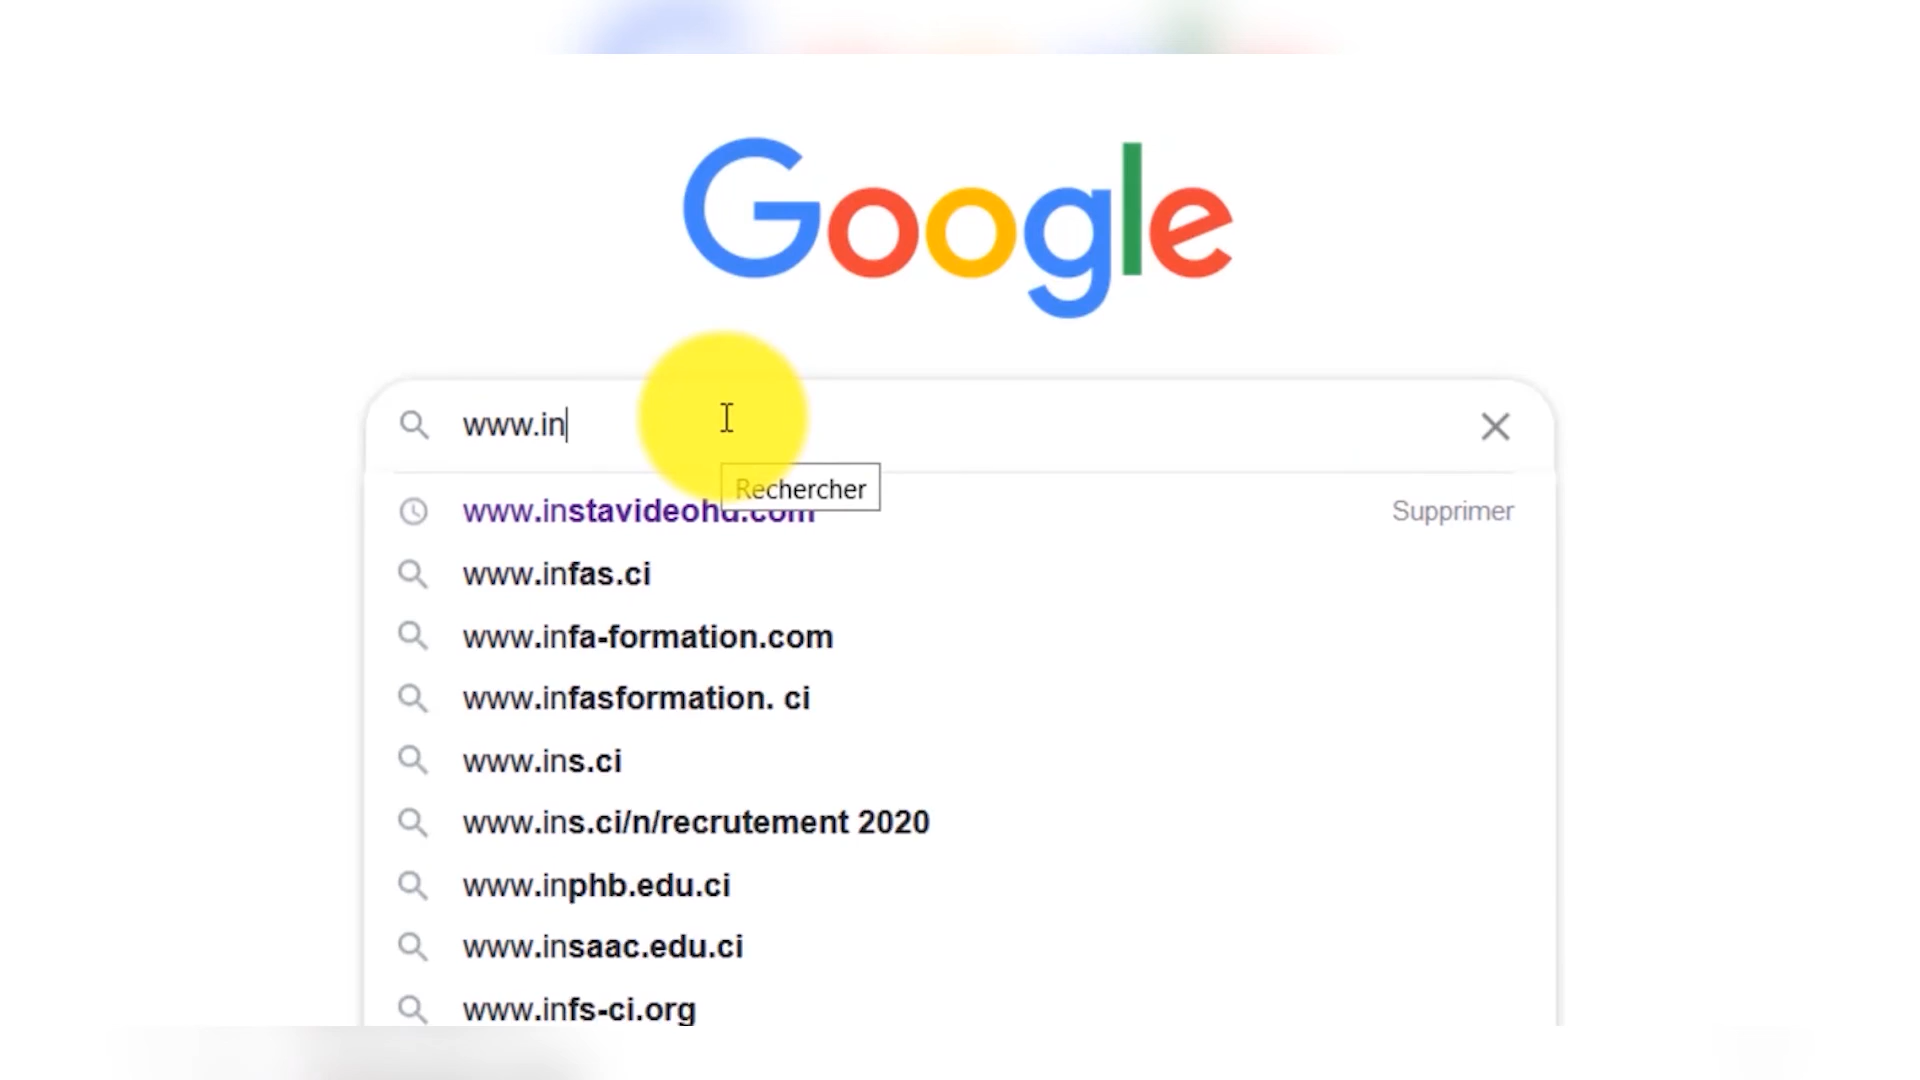 Google
www.in
Rechercher
www.instavideohd.com
Supprimer
www.infas.ci
www.infa-formation.com
www.infasformation. ci
www.ins.ci
www.ins.ci/n/recrutement 2020
www.inphb.edu.ci
www.insaac.edu.ci
www.infs-ci.org